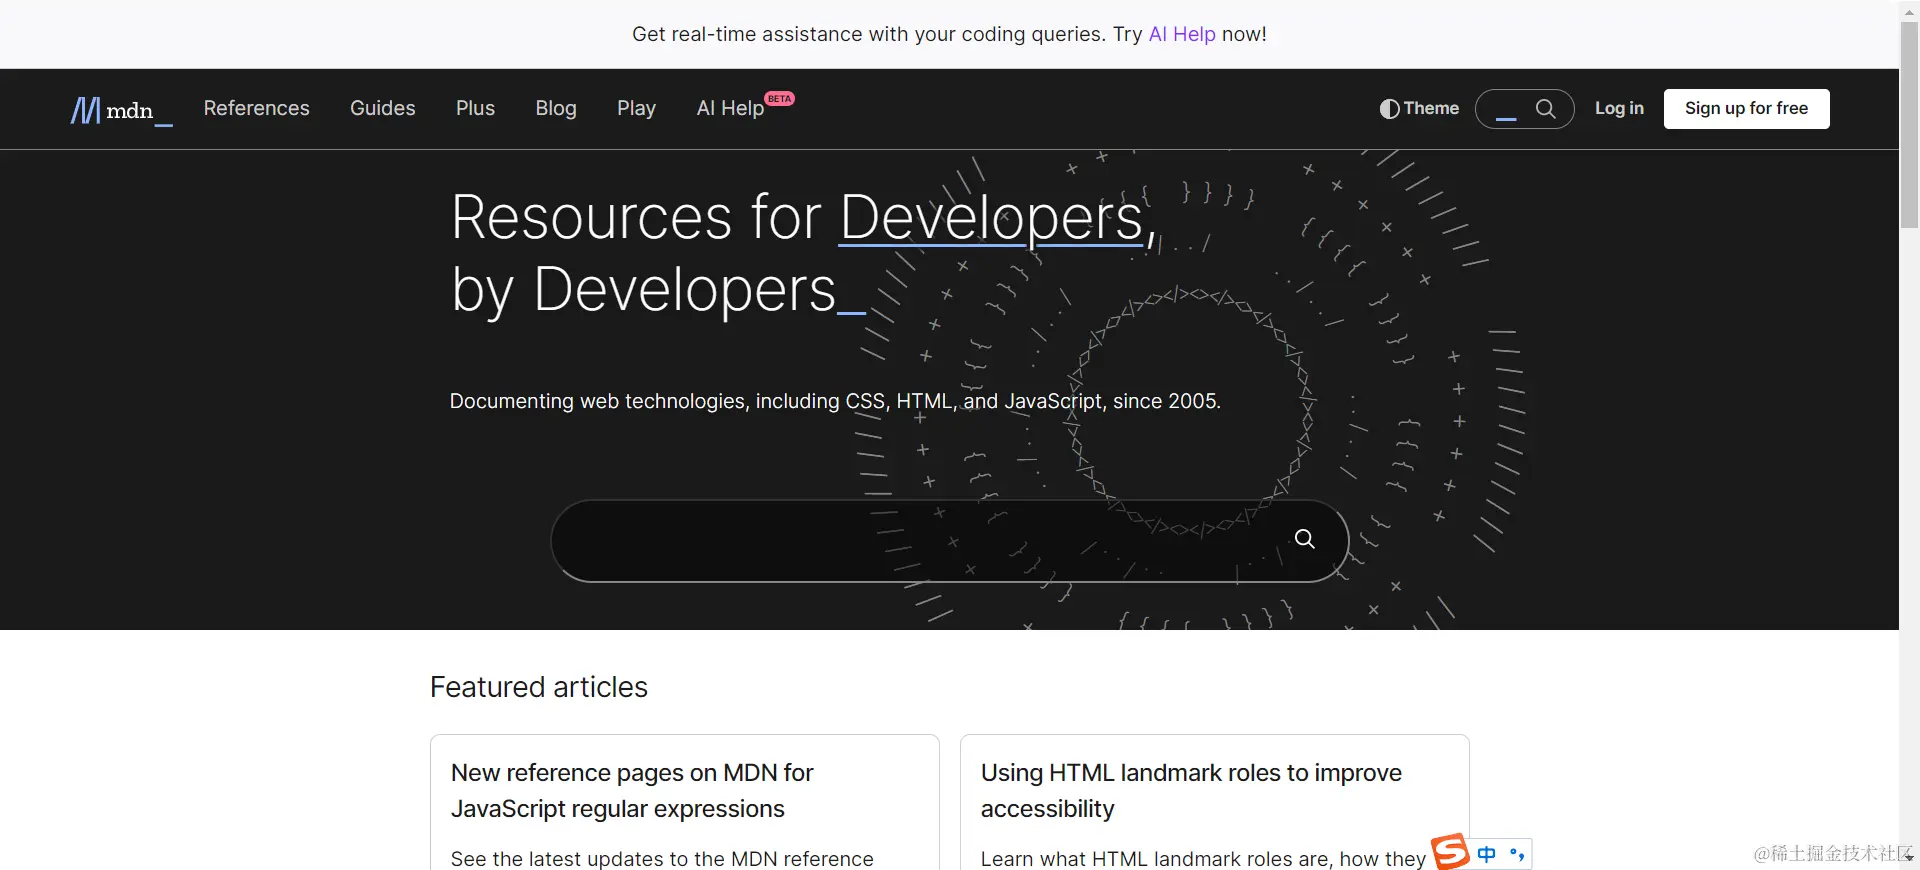 Get real-time assistance with your coding queries. Try AI Help now!
mdn_ References Guides Plus Blog Play AI Help BETA Theme Log in Sign up for free
Resources for Developers,
by Developers_
Documenting web technologies, including CSS, HTML, and JavaScript, since 2005.
Featured articles
New reference pages on MDN for
JavaScript regular expressions
See the latest updates to the MDN reference
Using HTML landmark roles to improve
accessibility
Learn what HTML landmark roles are, how they
S 中 °,
@稀土掘金技术社区